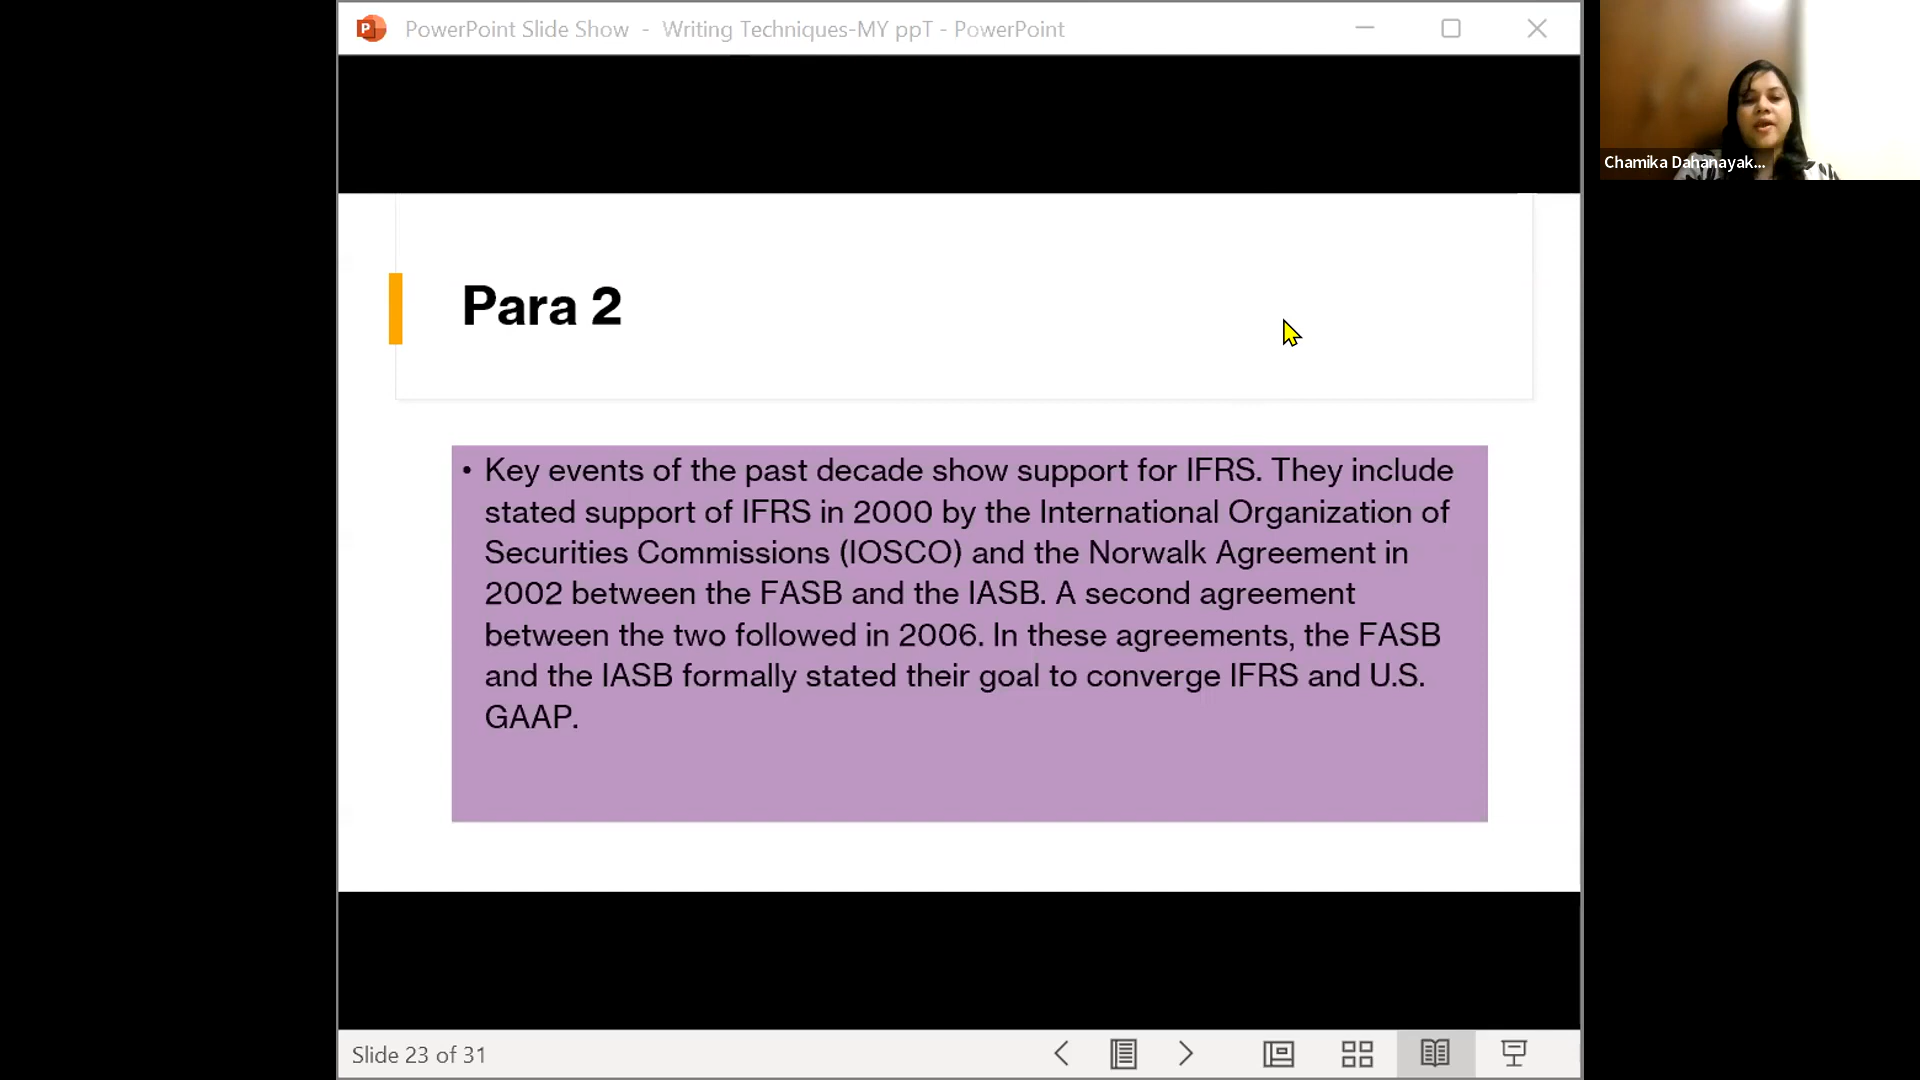 PowerPoint Slide Show - Writing Techniques-MY ppT - PowerPoint
Chamika Dahanayak...
Para 2
• Key events of the past decade show support for IFRS. They include
stated support of IFRS in 2000 by the International Organization of
Securities Commissions (IOSCO) and the Norwalk Agreement in
2002 between the FASB and the IASB. A second agreement
between the two followed in 2006. In these agreements, the FASB
and the IASB formally stated their goal to converge IFRS and U.S.
GAAP.
Slide 23 of 31